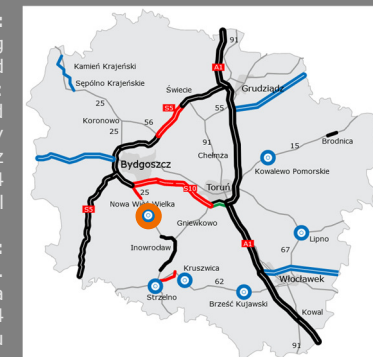 91
A1
Kamień Krajeński
Sępólno Krajeńskie
Grudziądz
Świecie
25
S5
55
56
Koronowo
25
91
15
Brodnica
Chełmża
Bydgoszcz
Kowalewo Pomorskie
25
S10
Toruń
S5
Nowa Wieś Wielka
Gniewkowo
Lipno
A1
67
Inowrocław
Kruszwica
Włocławek
62
Strzelno
Brześć Kujawski
Kowal
91